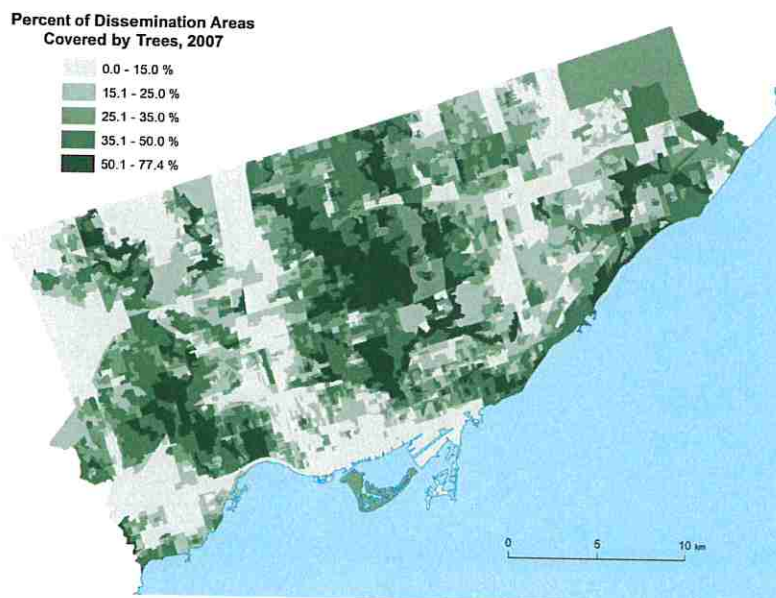 Percent of Dissemination Areas
Covered by Trees, 2007
0.0 - 15.0 %
15.1 - 25.0 %
25.1 - 35.0 %
35.1 - 50.0 %
50.1 - 77.4 %
0 5 10 km